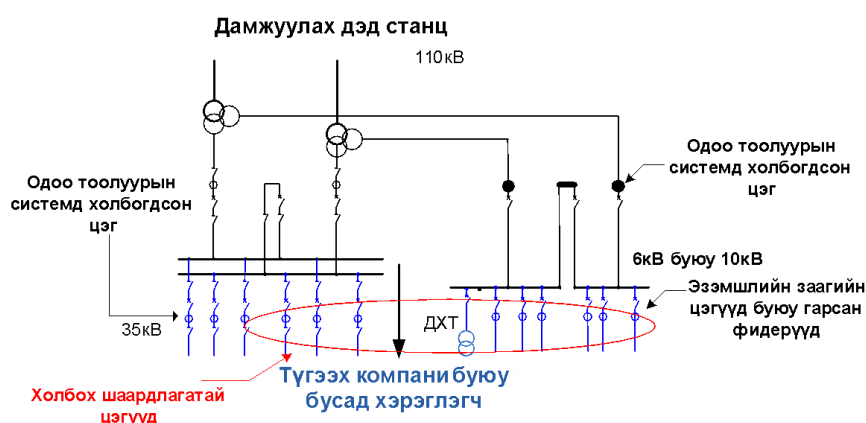 Дамжуулах дэд станц
110кВ
Одоо тоолуурын
системд холбогдсон
цэг
Одоо тоолуурын
системд холбогдсон
цэг
6кВ буюу 10кВ
Эзэмшлийн заагийн
цэгүүд буюу гарсан
фидерүүд
35кВ
ДХТ
Холбох шаардлагатай
цэгүүд
Түгээх компани буюу
бусад хэрэглэгч